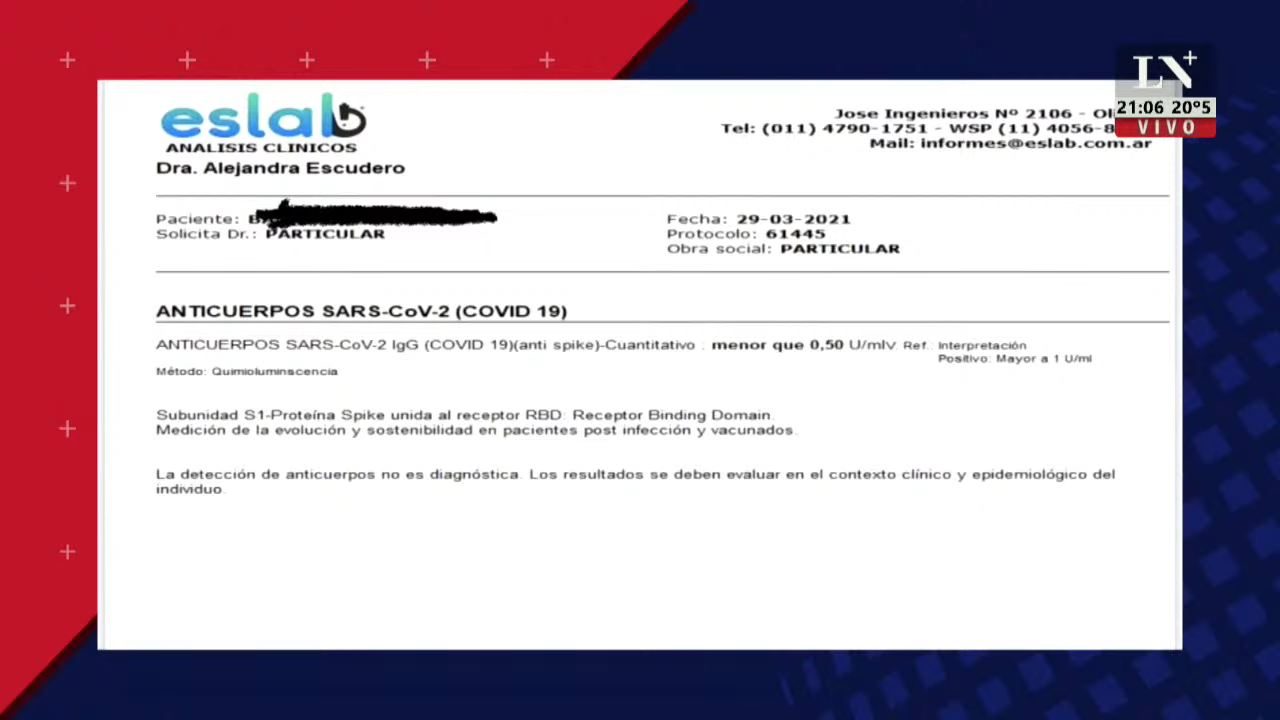 LN+
21:06 20°5
VIVO
eslab
ANALISIS CLINICOS
Dra. Alejandra Escudero
Jose Ingenieros Nº 2106 -
Tel: (011) 4790-1751 - WSP (11) 4056-8
Mail: informes@eslab.com.ar
Paciente:
Solicita Dr.: PARTICULAR
Fecha: 29-03-2021
Protocolo: 61445
Obra social: PARTICULAR
ANTICUERPOS SARS-CoV-2 (COVID 19)
ANTICUERPOS SARS-CoV-2 IgG (COVID 19)(anti spike)-Cuantitativo : menor que 0,50 U/mlv Ref.: Interpretación
Positivo: Mayor a 1 U/ml
Método: Quimioluminscencia
Subunidad S1-Proteína Spike unida al receptor RBD: Receptor Binding Domain.
Medición de la evolución y sostenibilidad en pacientes post infección y vacunados.
La detección de anticuerpos no es diagnóstica. Los resultados se deben evaluar en el contexto clínico y epidemiológico del
individuo.